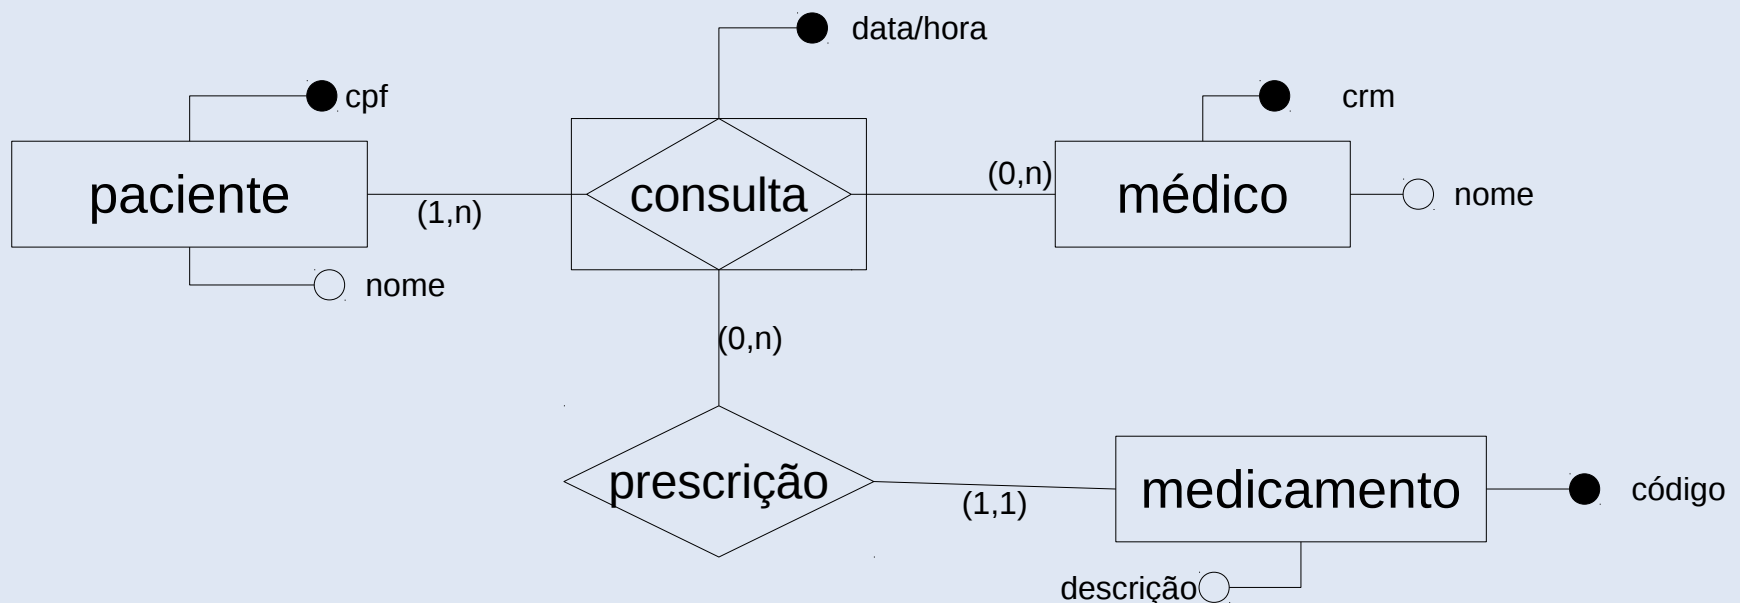 data/hora
cpf
crm
paciente
(1,n)
consulta
(0,n)
médico
nome
nome
(0,n)
prescrição
(1,1)
medicamento
código
descrição